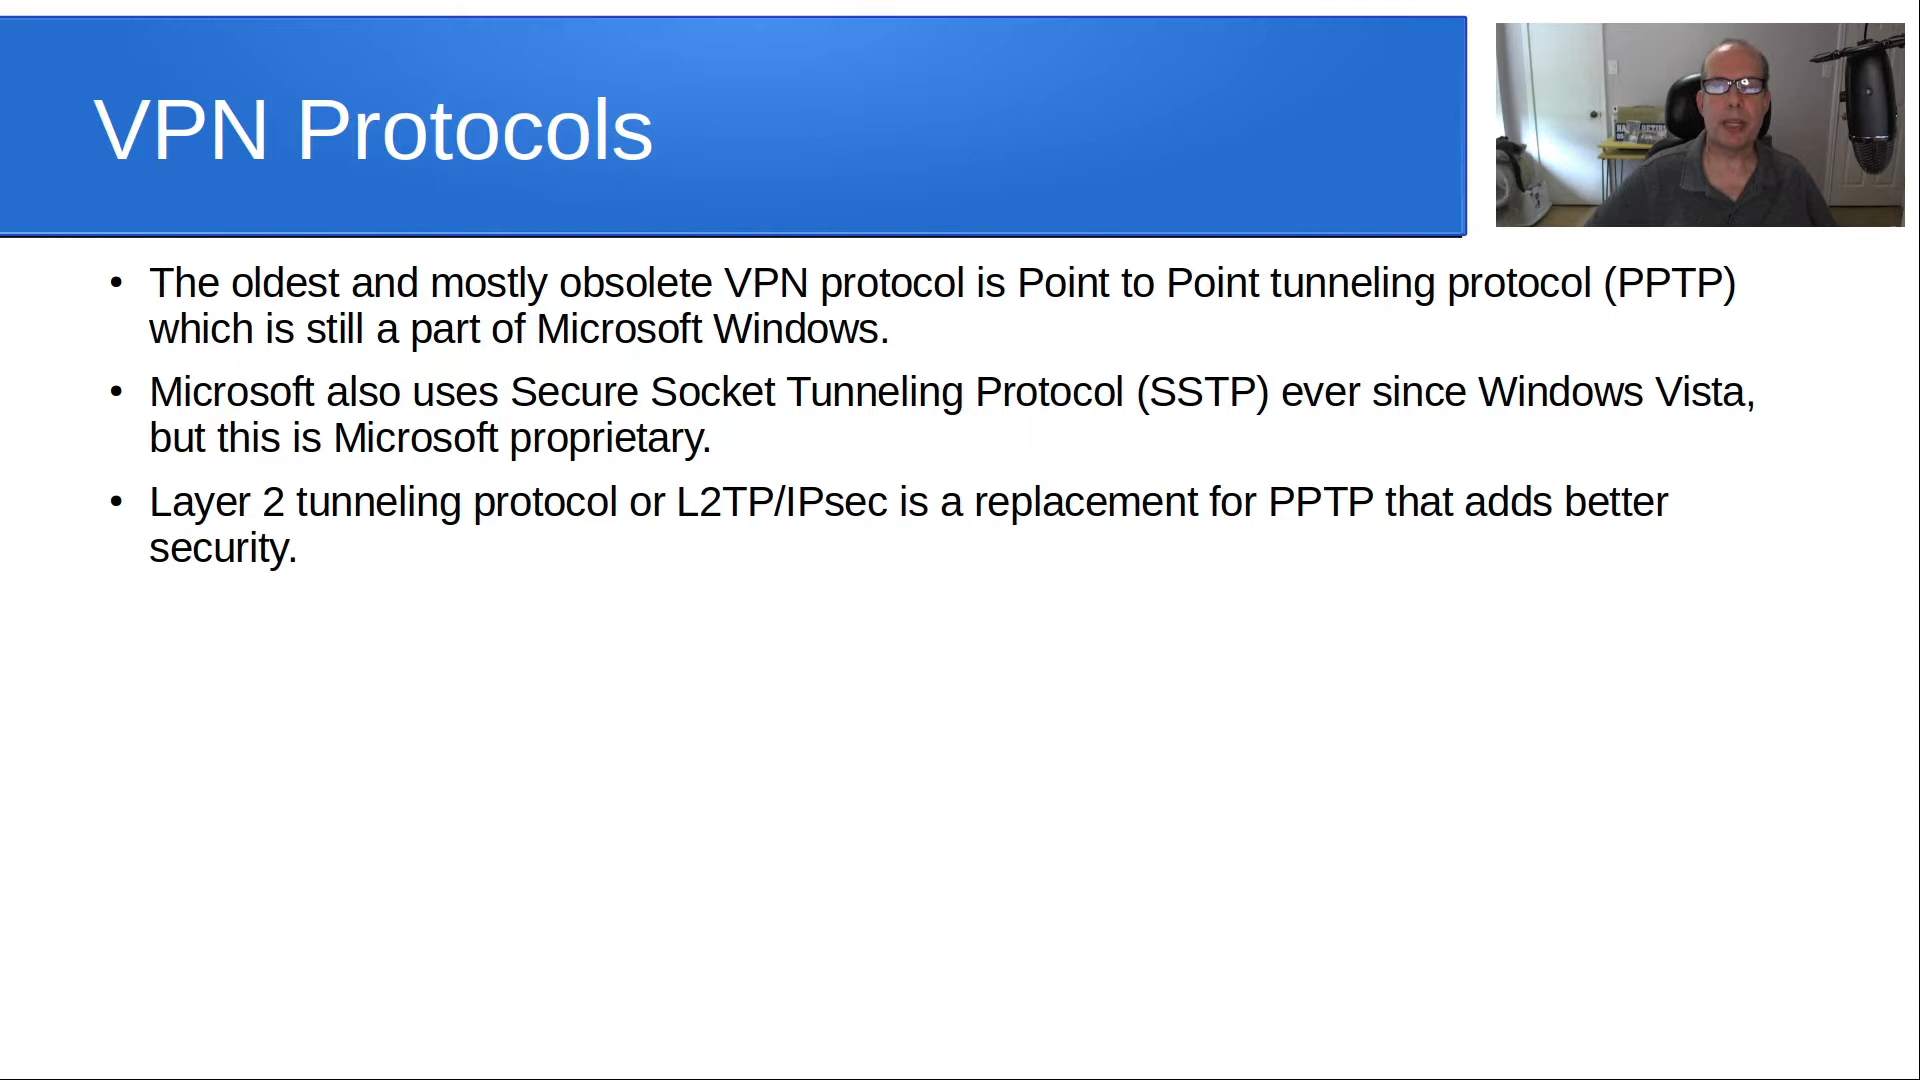 VPN Protocols
• The oldest and mostly obsolete VPN protocol is Point to Point tunneling protocol (PPTP)
which is still a part of Microsoft Windows.
• Microsoft also uses Secure Socket Tunneling Protocol (SSTP) ever since Windows Vista,
but this is Microsoft proprietary.
• Layer 2 tunneling protocol or L2TP/IPsec is a replacement for PPTP that adds better
security.